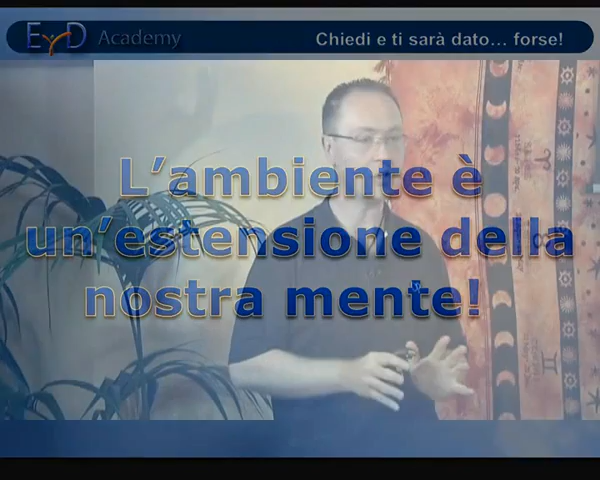 EYD Academy
Chiedi e ti sarà dato... forse!
L'ambiente è
un'estensione della
nostra mente!